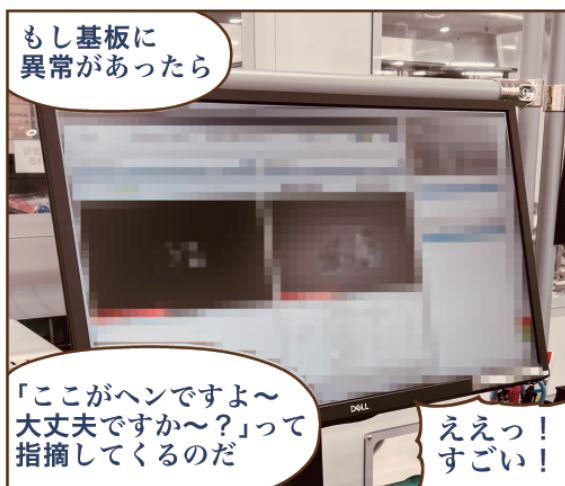 もし基板に
異常があったら
「ここがヘンですよ〜
大丈夫ですか〜？」って
指摘してくるのだ
DELL
ええっ！
すごい！